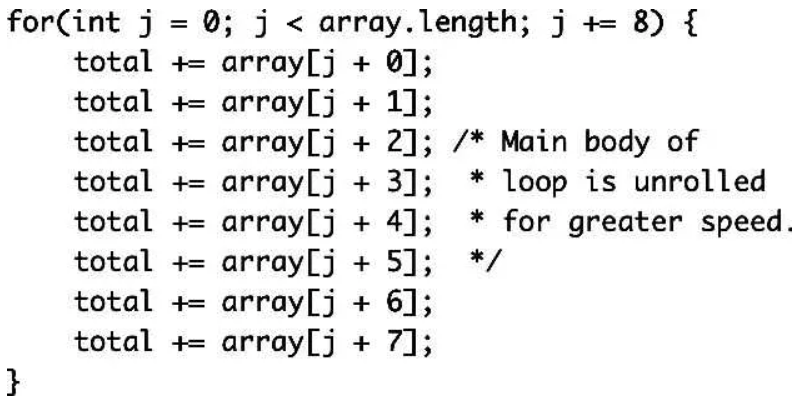 for(int j = 0; j < array.length; j += 8) {
    total += array[j + 0];
    total += array[j + 1];
    total += array[j + 2]; /* Main body of
    total += array[j + 3];  * loop is unrolled
    total += array[j + 4];  * for greater speed.
    total += array[j + 5];  */
    total += array[j + 6];
    total += array[j + 7];
}